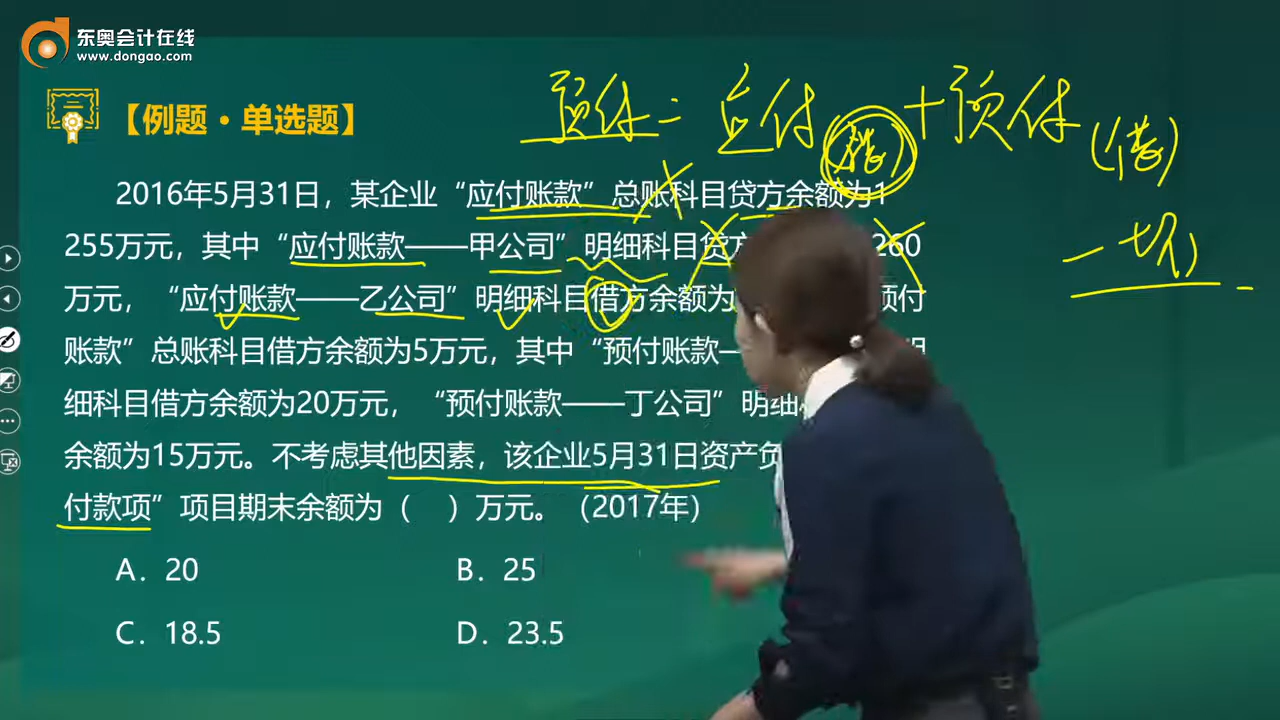 东奥会计在线
www.dongao.com
【例题·单选题】
预付=应付(借)+预付(借)
一切
2016年5月31日，某企业“应付账款”总账科目贷方余额为1
255万元，其中“应付账款——甲公司”明细科目贷方 260
万元，“应付账款——乙公司”明细科目借方余额为 预付
账款”总账科目借方余额为5万元，其中“预付账款— 明
细科目借方余额为20万元，“预付账款——丁公司”明细
余额为15万元。不考虑其他因素，该企业5月31日资产负
付款项”项目期末余额为（ ）万元。（2017年）
A．20 B．25
C．18.5 D．23.5